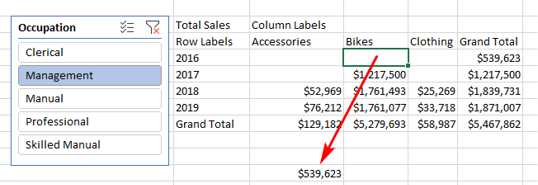 Occupation
Clerical
Management
Manual
Professional
Skilled Manual
Total Sales Column Labels
Row Labels Accessories Bikes Clothing Grand Total
2016 $539,623
2017 $1,217,500 $1,217,500
2018 $52,969 $1,761,493 $25,269 $1,839,731
2019 $76,212 $1,761,077 $33,718 $1,871,007
Grand Total $129,182 $5,279,693 $58,987 $5,467,862
$539,623